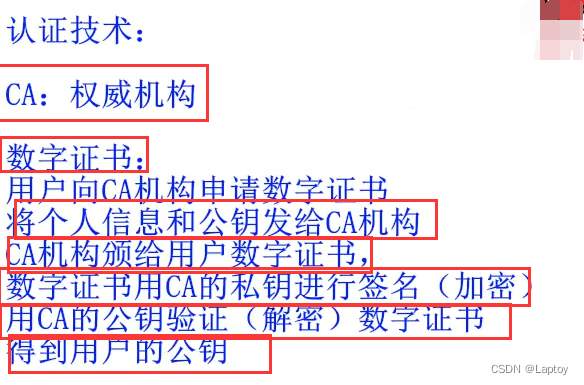 认证技术：
CA：权威机构
数字证书：
用户向CA机构申请数字证书
将个人信息和公钥发给CA机构
CA机构颁给用户数字证书，
数字证书用CA的私钥进行签名（加密）
用CA的公钥验证（解密）数字证书
得到用户的公钥
CSDN @Laptoy